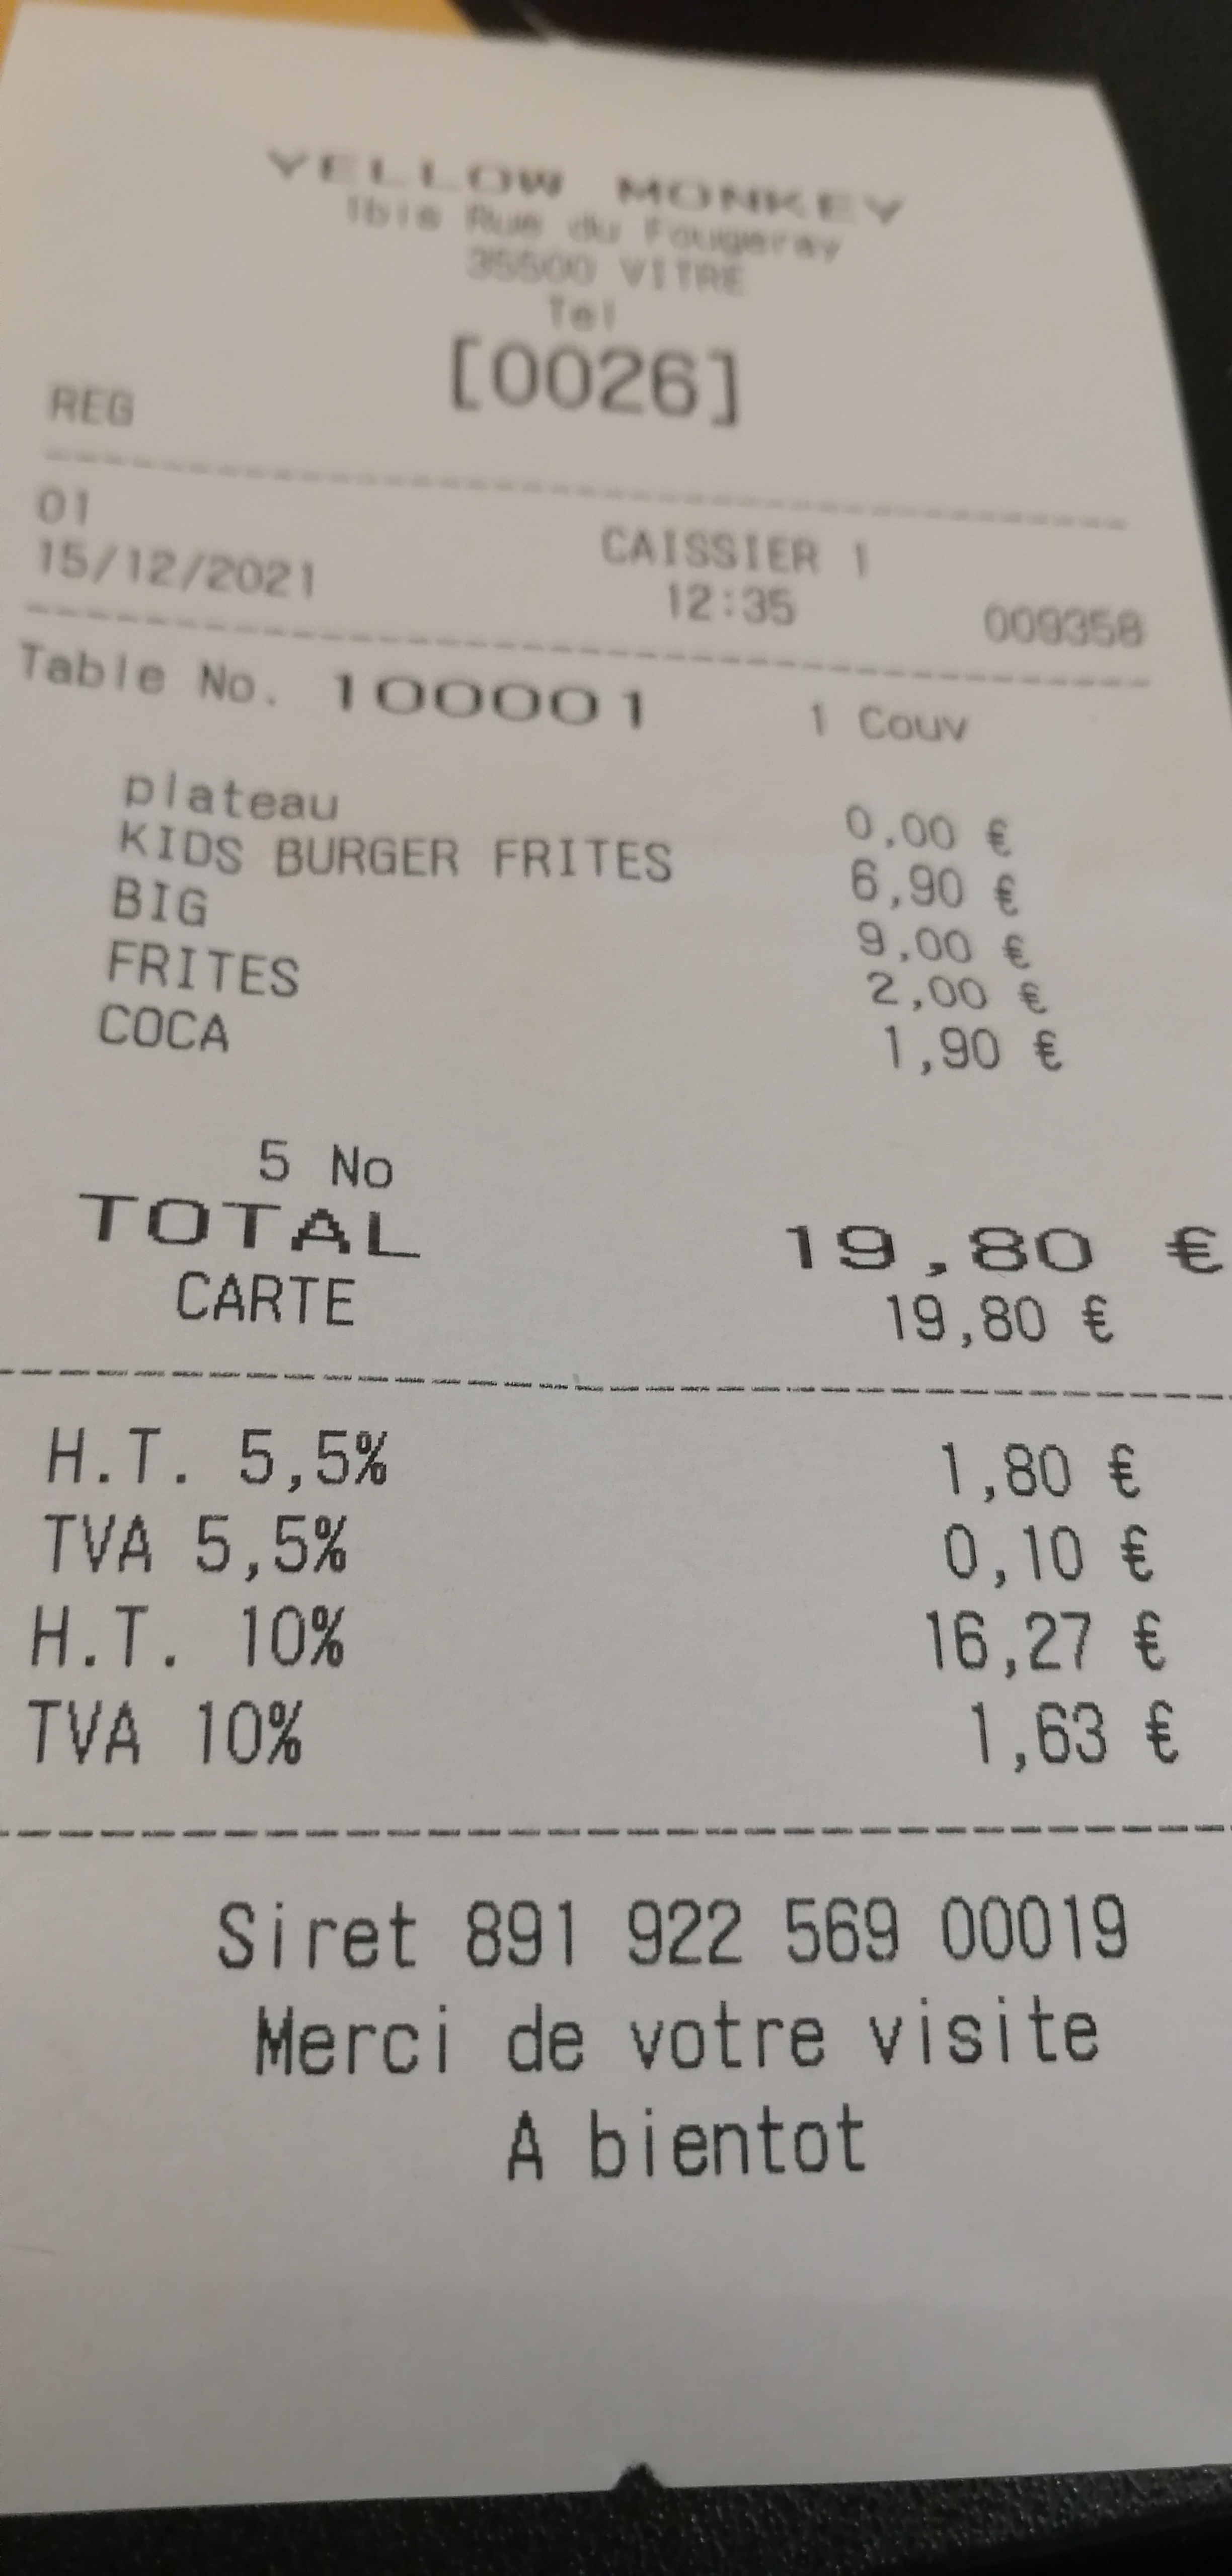 YELLOW MONKEY
1bis Rue du Fougeray
35500 VITRE
Tel
[0026]
REG
01 CAISSIER 1
15/12/2021 12:35 009358
Table No. 100001 1 Couv
plateau 0,00 €
KIDS BURGER FRITES 6,90 €
BIG 9,00 €
FRITES 2,00 €
COCA 1,90 €
5 No
TOTAL 19,80 €
CARTE 19,80 €
H.T. 5,5% 1,80 €
TVA 5,5% 0,10 €
H.T. 10% 16,27 €
TVA 10% 1,63 €
Siret 891 922 569 00019
Merci de votre visite
A bientot